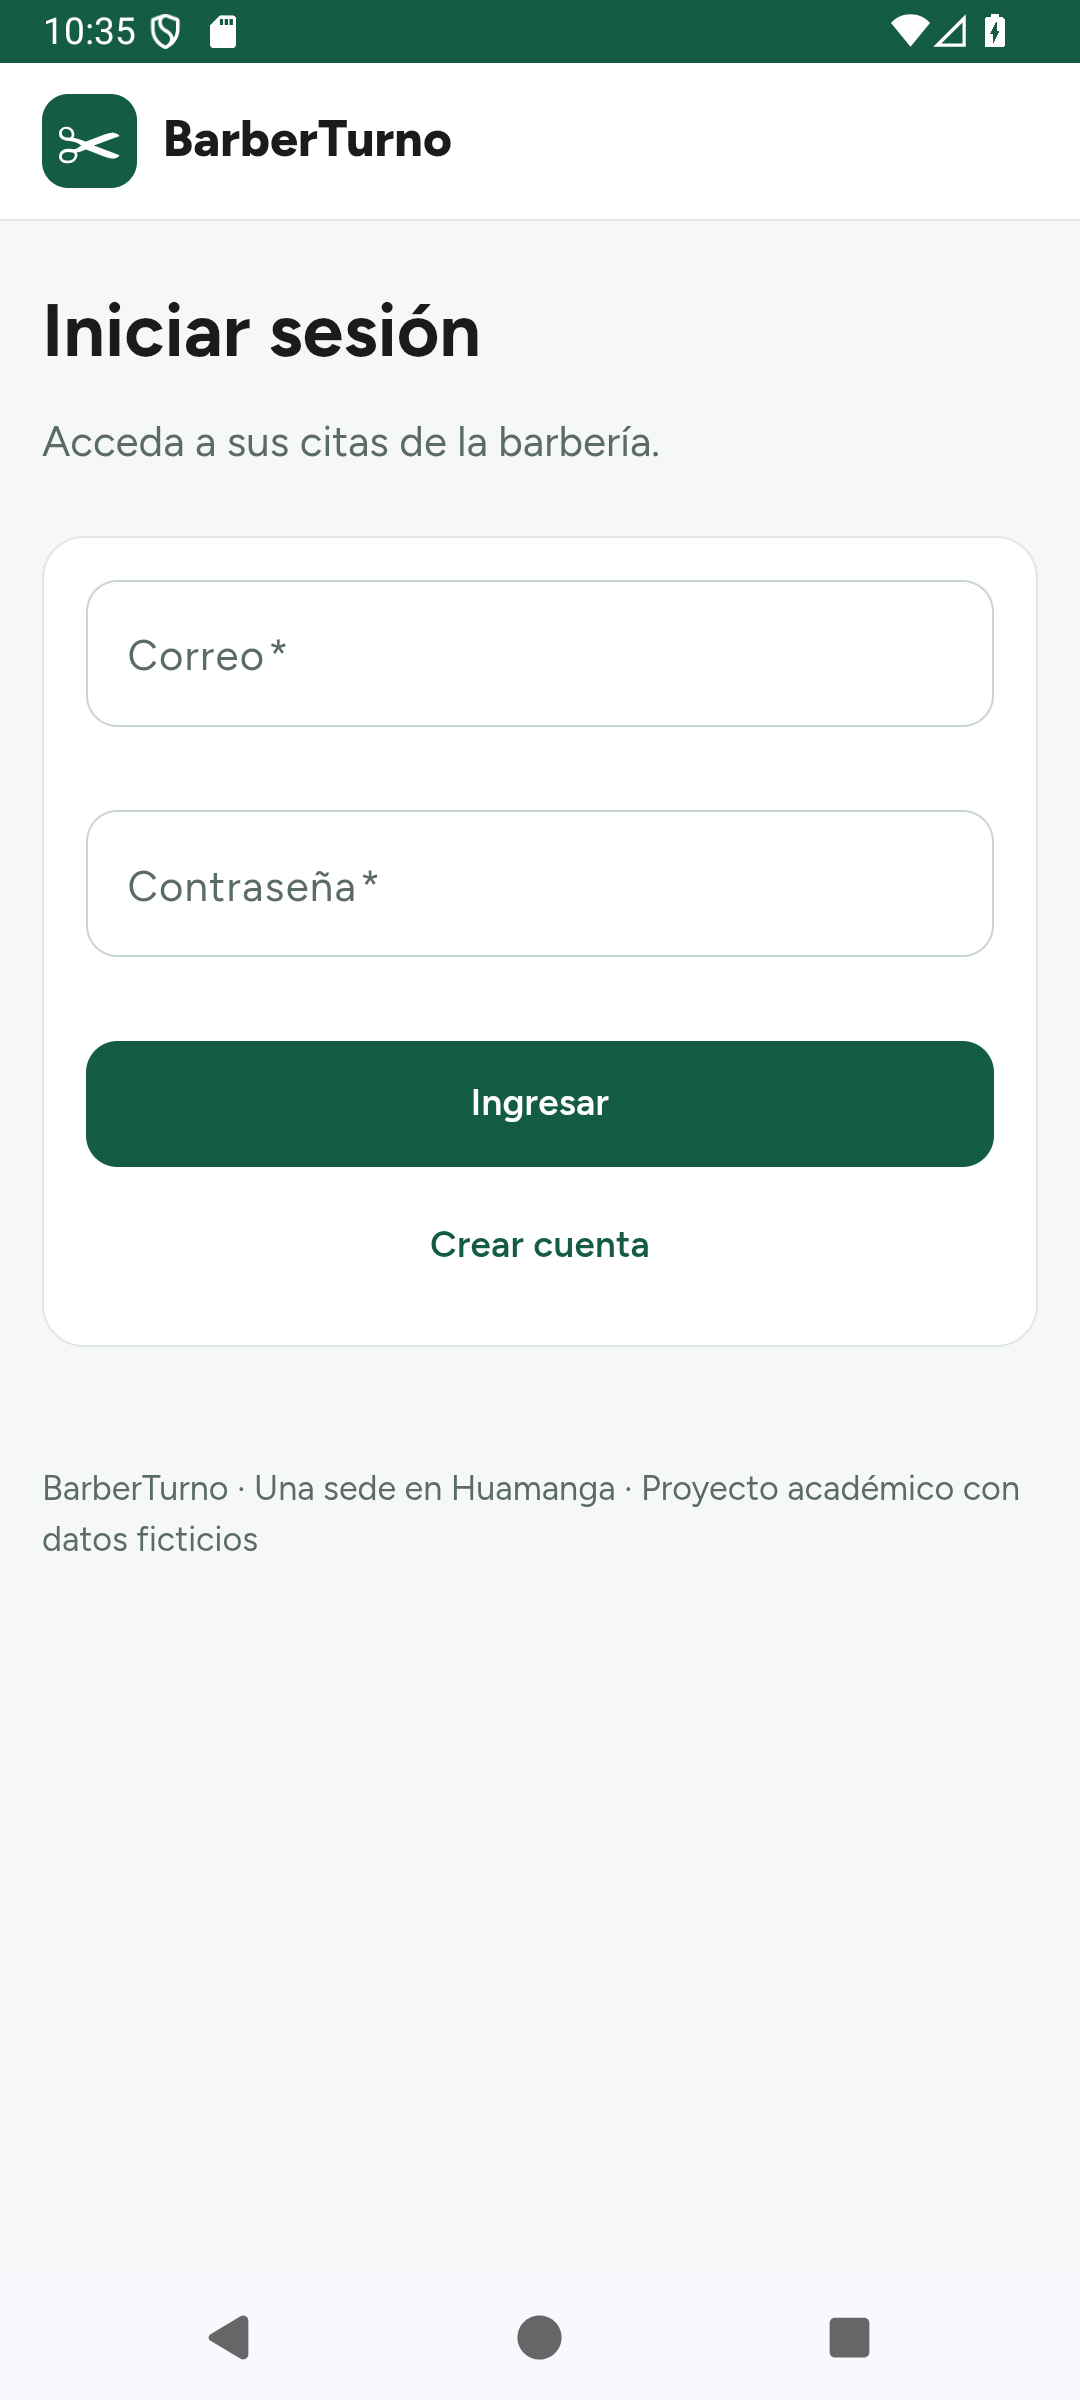 10:35
BarberTurno
Iniciar sesión
Acceda a sus citas de la barbería.
Correo *
Contraseña *
Ingresar
Crear cuenta
BarberTurno · Una sede en Huamanga · Proyecto académico con
datos ficticios